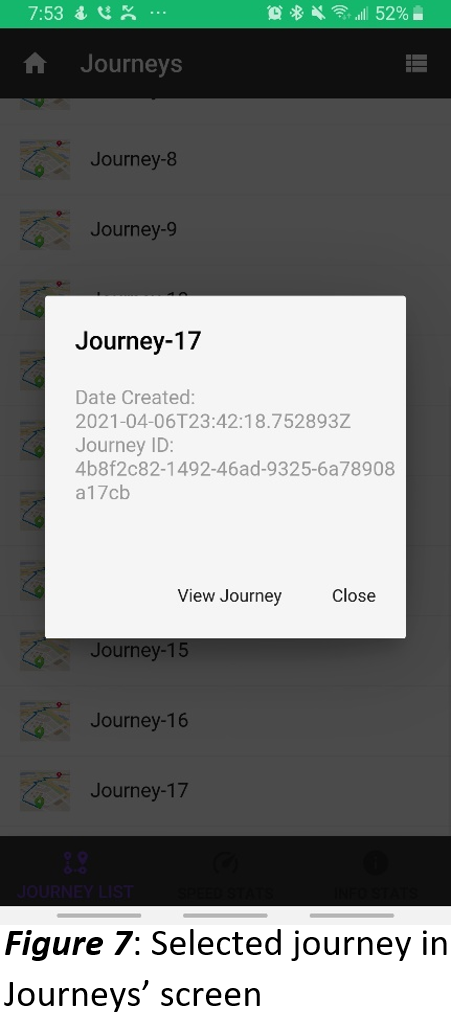 7:53 ... 52%
Journeys
Journey-8
Journey-9
Journey-17
Date Created:
2021-04-06T23:42:18.752893Z
Journey ID:
4b8f2c82-1492-46ad-9325-6a78908
a17cb
View Journey Close
Journey-15
Journey-16
Journey-17
JOURNEY LIST SPEED STATS INFO STATS
Figure 7: Selected journey in
Journeys’ screen